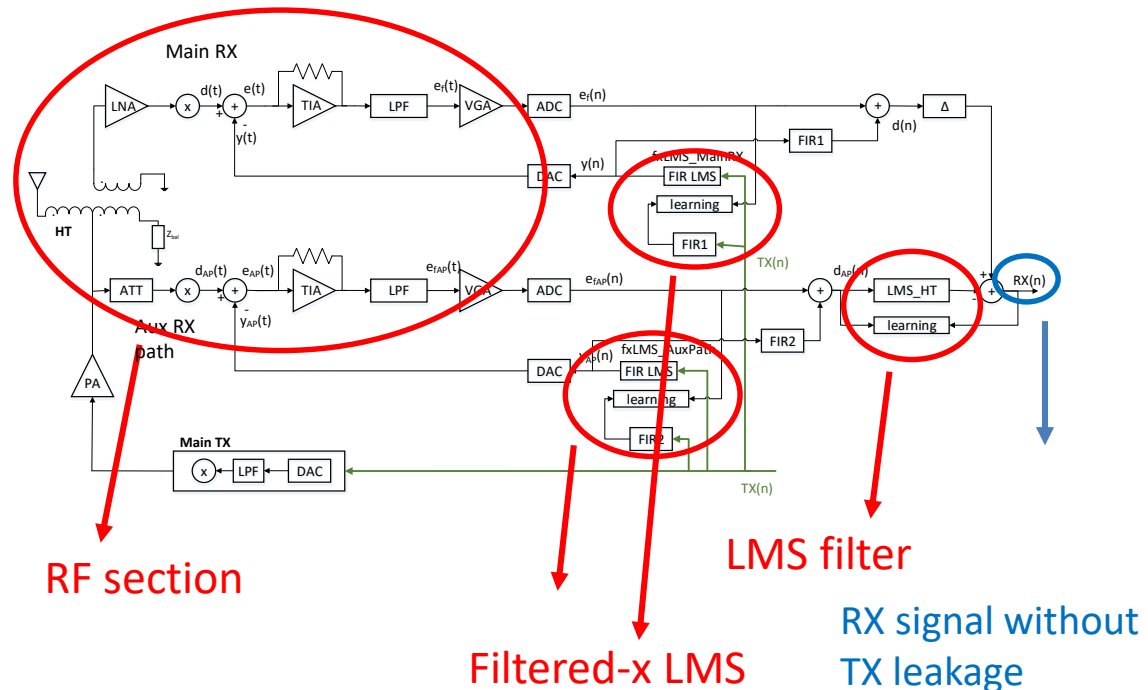 Main RX
LNA
x
d(t)
+
e(t)
+
-
y(t)
TIA
LPF
e_f(t)
VGA
ADC
e_f(n)
+
d(n)
Δ
FIR1
y(n)
DAC
fxLMS_MainRX
FIR LMS
learning
FIR1
TX(n)
HT
Z_bal
ATT
x
d_AP(t)
+
e_AP(t)
+
-
y_AP(t)
TIA
LPF
e_fAP(t)
VGA
ADC
e_fAP(n)
+
d_AP(n)
LMS_HT
learning
+
-
+
RX(n)
Aux RX
path
FIR2
DAC
y_AP(n)
fxLMS_AuxPath
FIR LMS
learning
FIR2
PA
Main TX
x
LPF
DAC
TX(n)
RF section
Filtered-x LMS
LMS filter
RX signal without
TX leakage